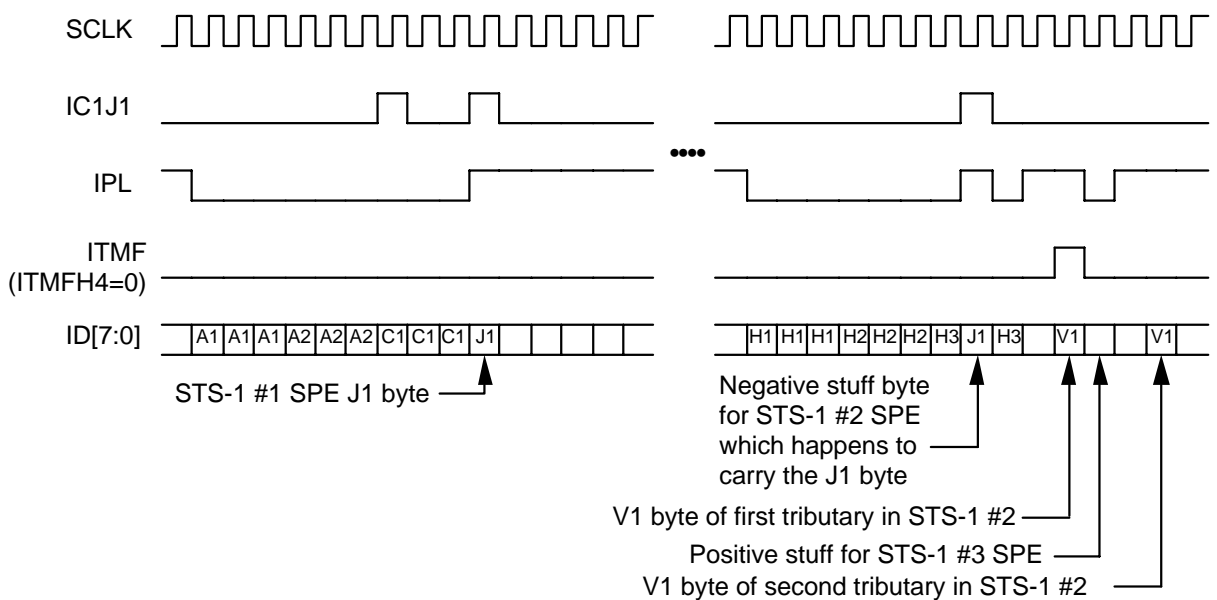 SCLK
IC1J1
IPL
ITMF
(ITMFH4=0)
ID[7:0]
A1 A1 A1 A2 A2 A2 C1 C1 C1 J1
H1 H1 H1 H2 H2 H2 H3 J1 H3 V1 V1
STS-1 #1 SPE J1 byte
Negative stuff byte
for STS-1 #2 SPE
which happens to
carry the J1 byte
V1 byte of first tributary in STS-1 #2
Positive stuff for STS-1 #3 SPE
V1 byte of second tributary in STS-1 #2